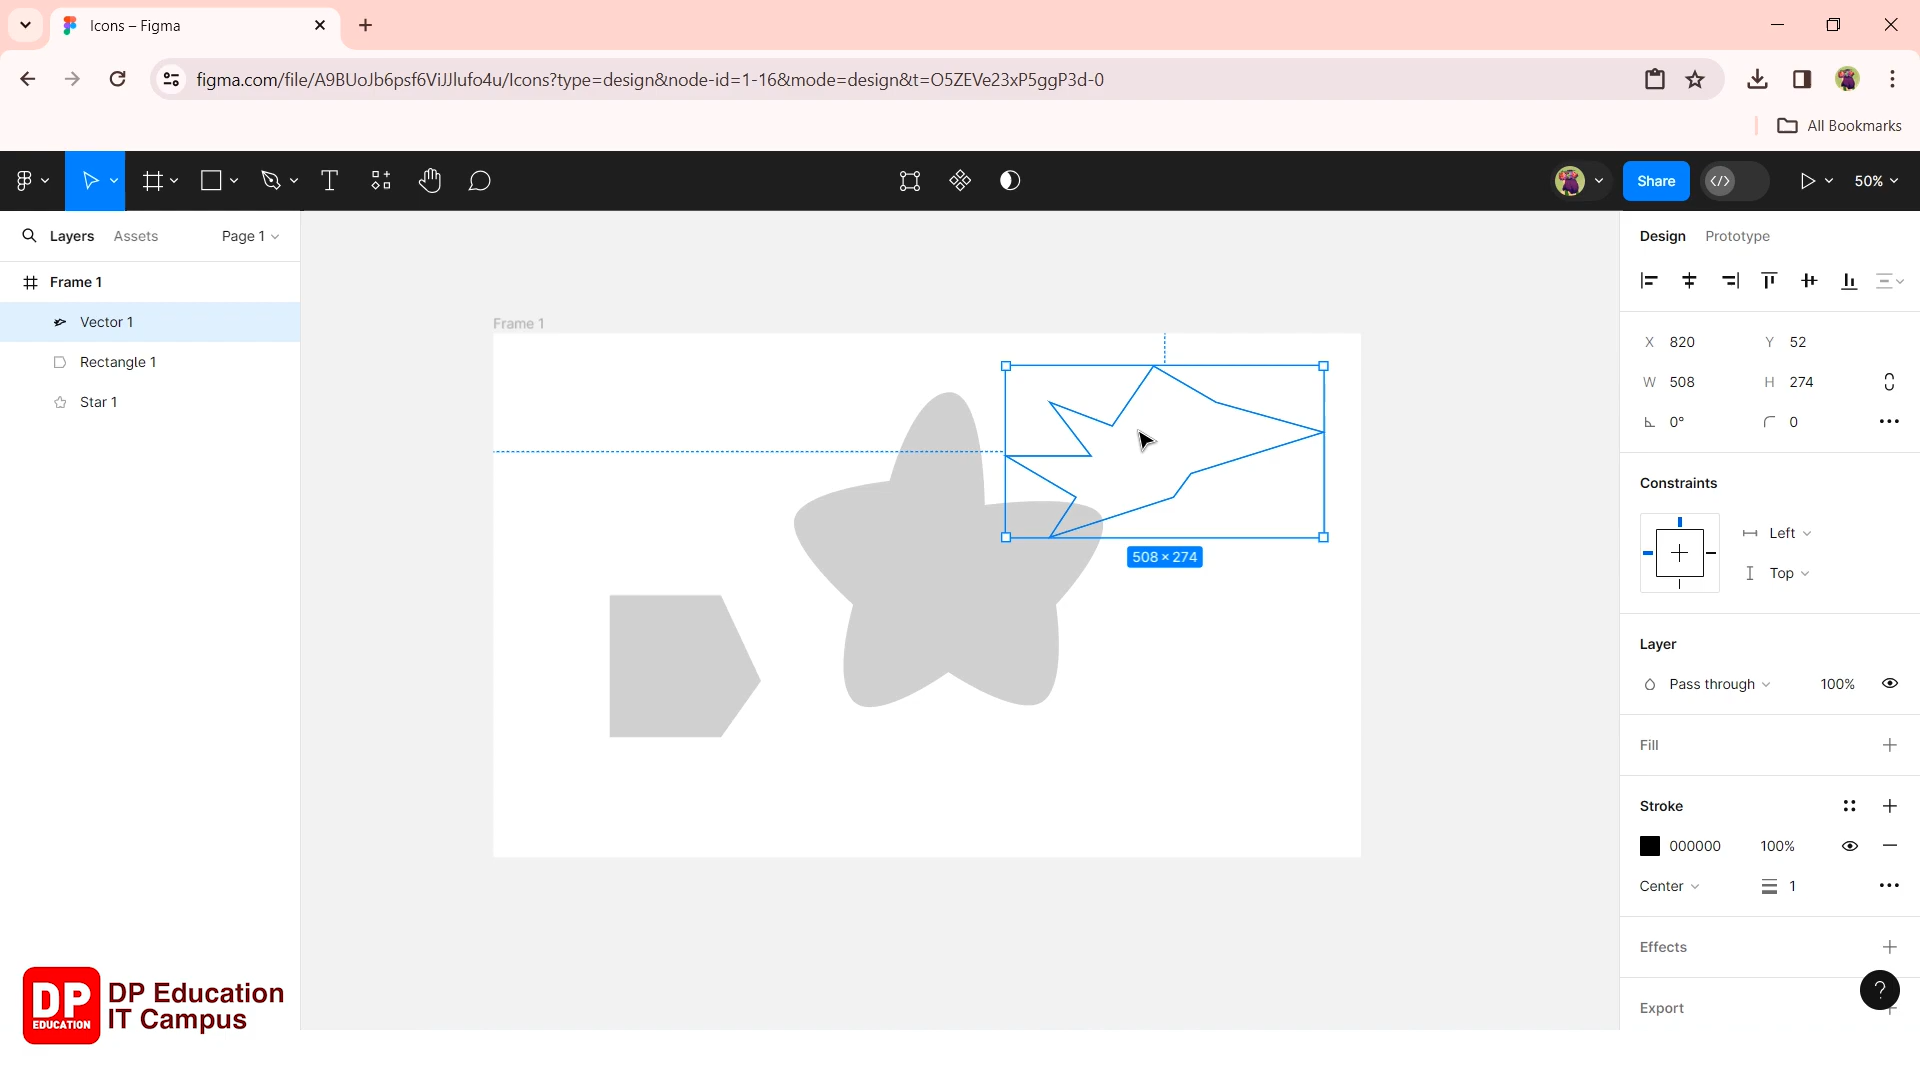 Icons – Figma
figma.com/file/A9BUoJb6psf6ViJJlufo4u/Icons?type=design&node-id=1-16&mode=design&t=O5ZEVe23xP5ggP3d-0
All Bookmarks
Share
50%
Layers
Assets
Page 1
Frame 1
Vector 1
Rectangle 1
Star 1
Frame 1
508 × 274
Design
Prototype
X 820 Y 52
W 508 H 274
0° 0
Constraints
Left
Top
Layer
Pass through 100%
Fill
Stroke
000000 100%
Center 1
Effects
?
Export
DP
EDUCATION
DP Education
IT Campus